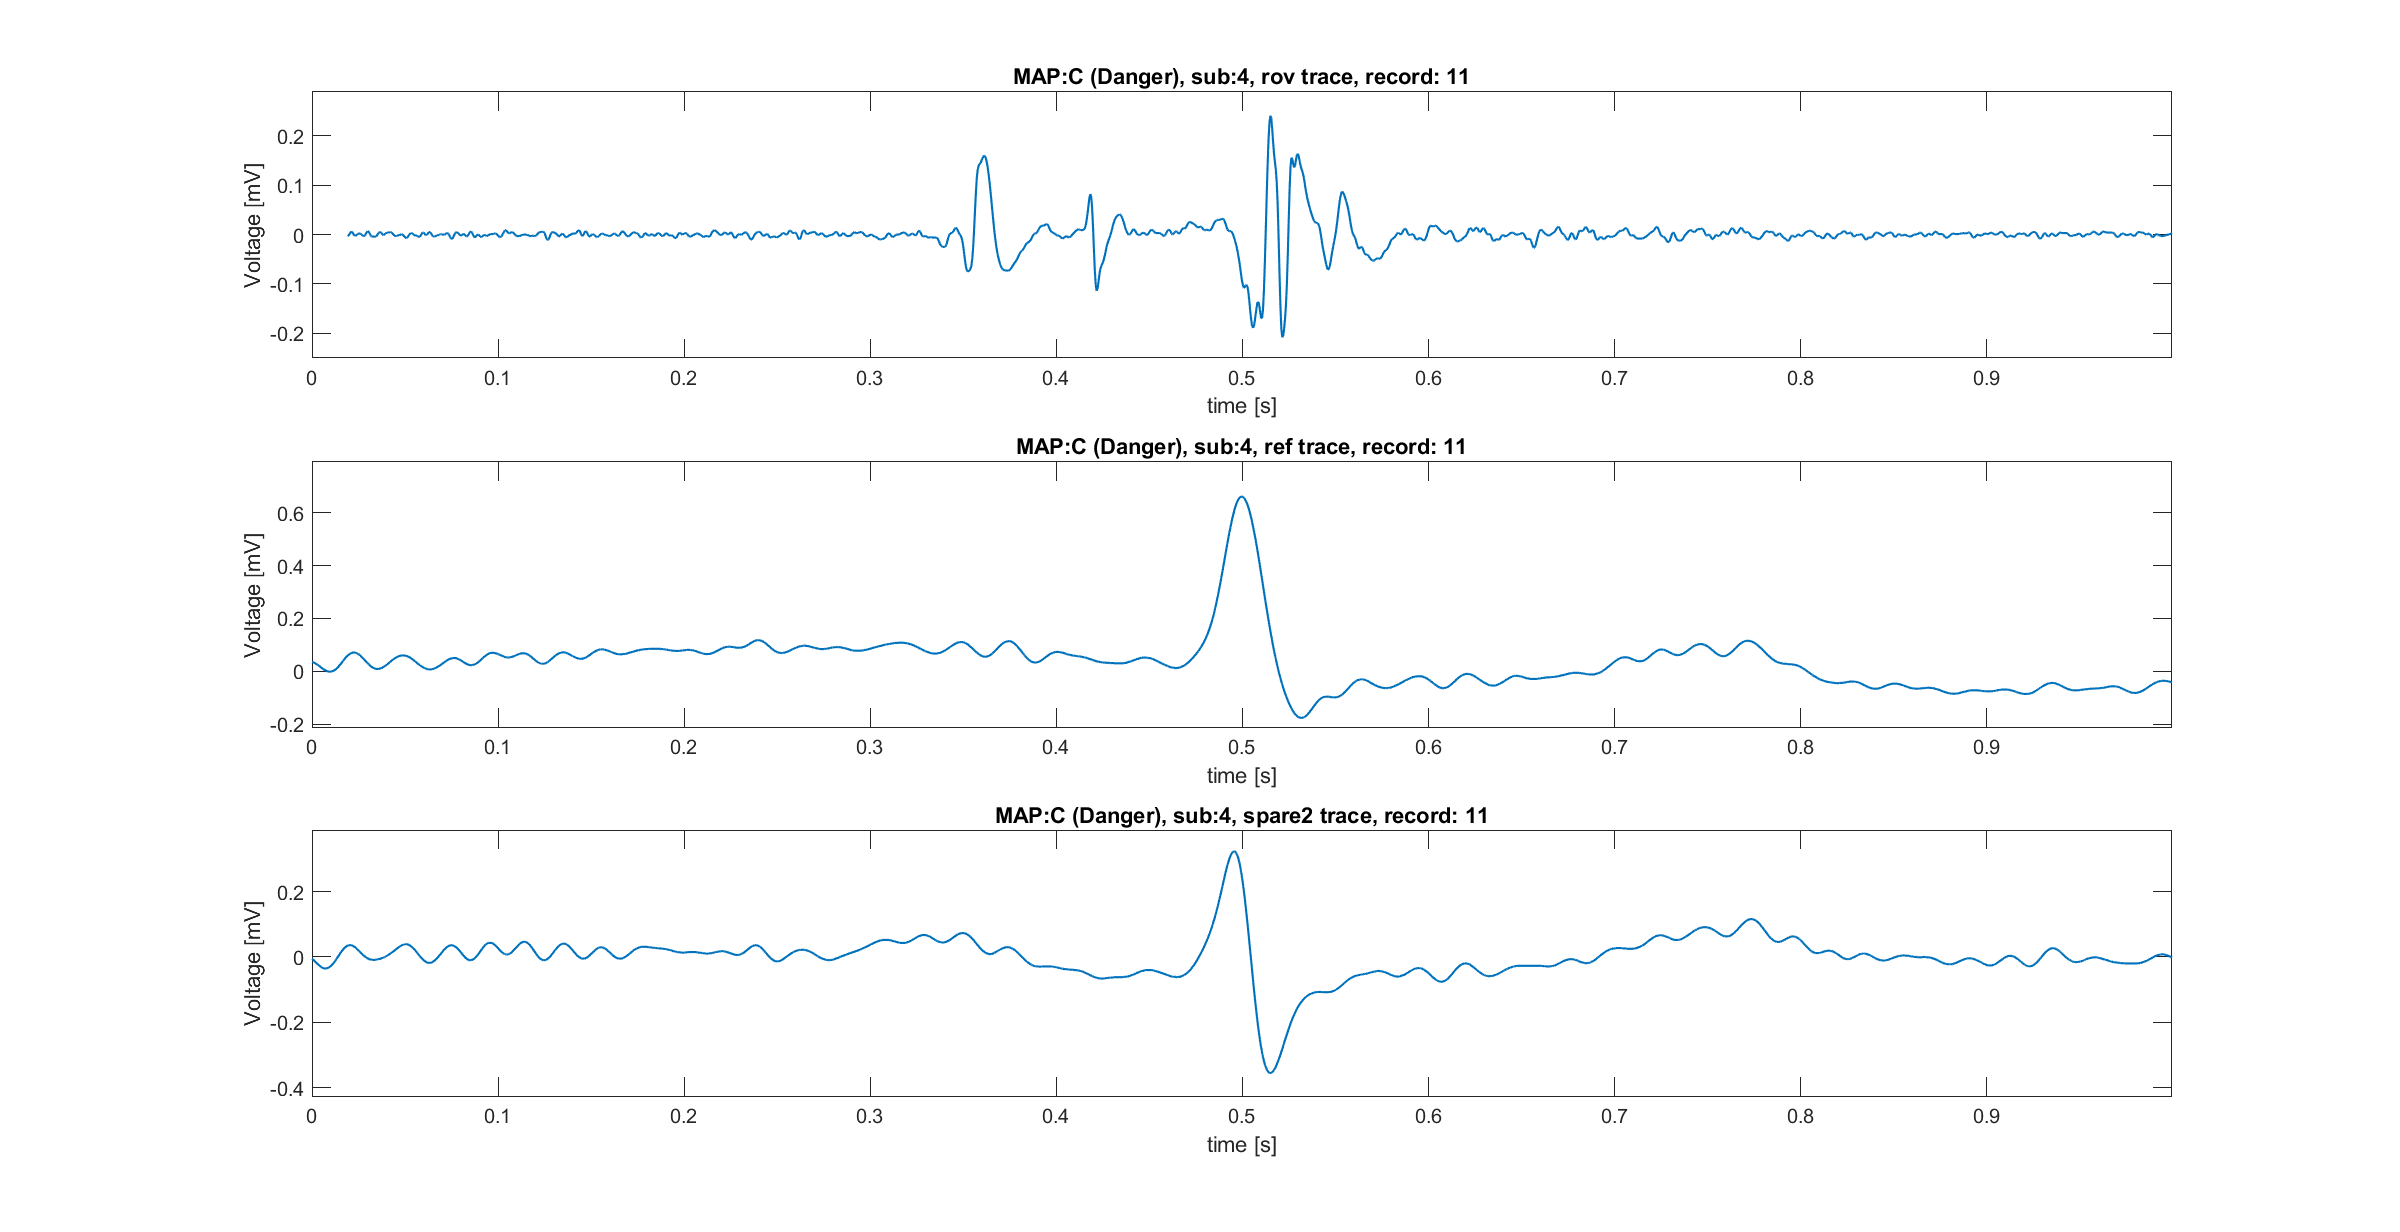 MAP:C (Danger), sub:4, rov trace, record: 11
Voltage [mV]
0.2
0.1
0
-0.1
-0.2
0 0.1 0.2 0.3 0.4 0.5 0.6 0.7 0.8 0.9
time [s]
MAP:C (Danger), sub:4, ref trace, record: 11
Voltage [mV]
0.6
0.4
0.2
0
-0.2
0 0.1 0.2 0.3 0.4 0.5 0.6 0.7 0.8 0.9
time [s]
MAP:C (Danger), sub:4, spare2 trace, record: 11
Voltage [mV]
0.2
0
-0.2
-0.4
0 0.1 0.2 0.3 0.4 0.5 0.6 0.7 0.8 0.9
time [s]